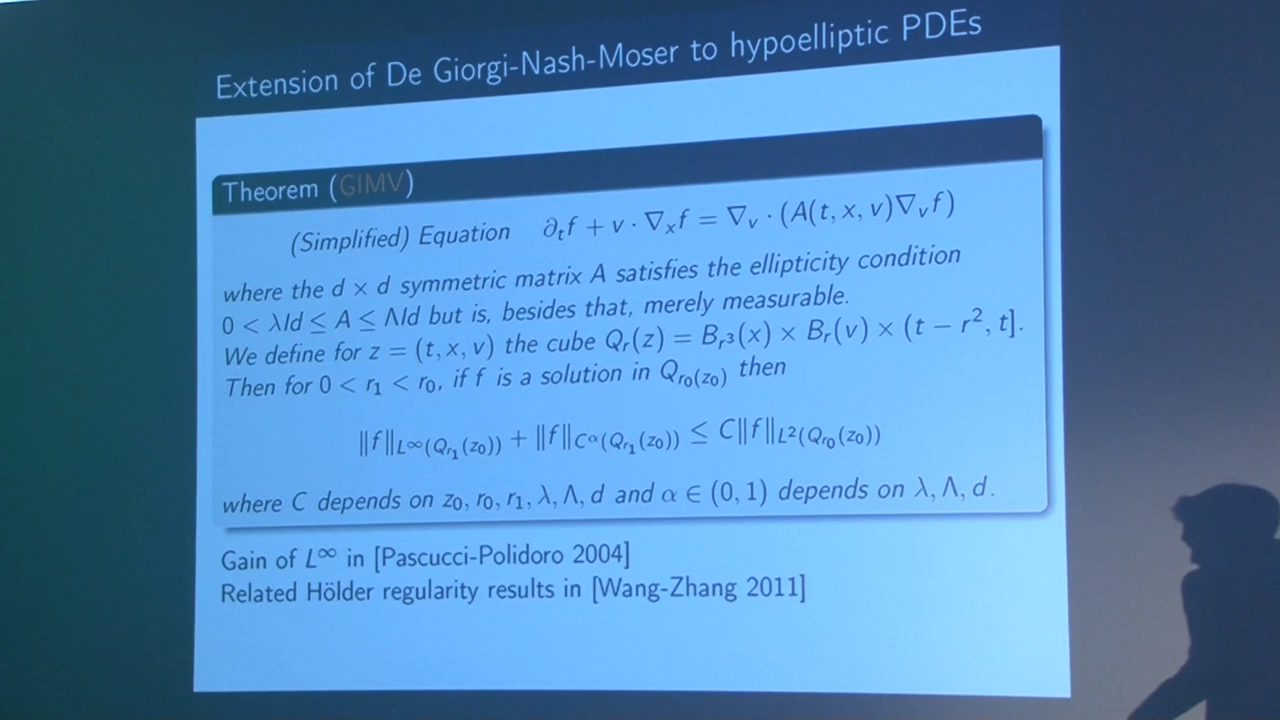 Extension of De Giorgi-Nash-Moser to hypoelliptic PDEs
Theorem (GIMV)
(Simplified) Equation ∂ₜf + v · ∇ₓf = ∇ᵥ · (A(t, x, v)∇ᵥf)
where the d × d symmetric matrix A satisfies the ellipticity condition
0 < λId ≤ A ≤ ΛId but is, besides that, merely measurable.
We define for z = (t, x, v) the cube Qᵣ(z) = B_{r³}(x) × Bᵣ(v) × (t − r², t].
Then for 0 < r₁ < r₀, if f is a solution in Q_{r₀(z₀)} then
‖f‖_{L^∞(Q_{r₁}(z₀))} + ‖f‖_{C^α(Q_{r₁}(z₀))} ≤ C‖f‖_{L²(Q_{r₀}(z₀))}
where C depends on z₀, r₀, r₁, λ, Λ, d and α ∈ (0, 1) depends on λ, Λ, d.
Gain of L^∞ in [Pascucci-Polidoro 2004]
Related Hölder regularity results in [Wang-Zhang 2011]